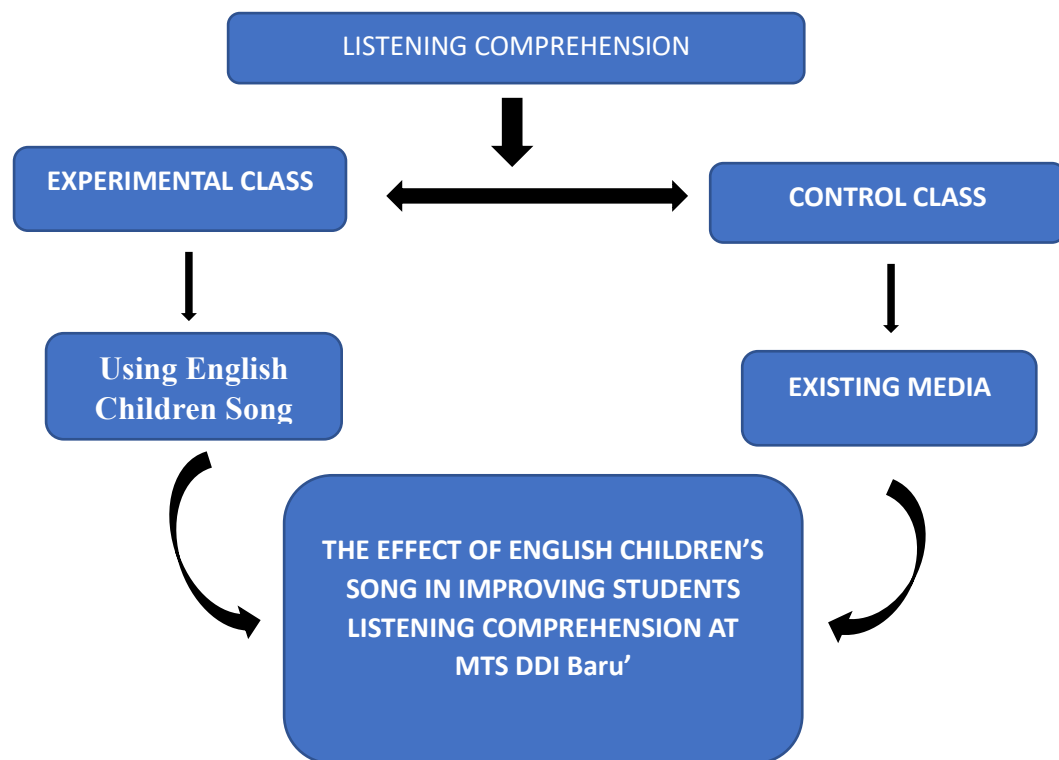 LISTENING COMPREHENSION
EXPERIMENTAL CLASS
CONTROL CLASS
Using English
Children Song
EXISTING MEDIA
THE EFFECT OF ENGLISH CHILDREN’S
SONG IN IMPROVING STUDENTS
LISTENING COMPREHENSION AT
MTS DDI Baru’